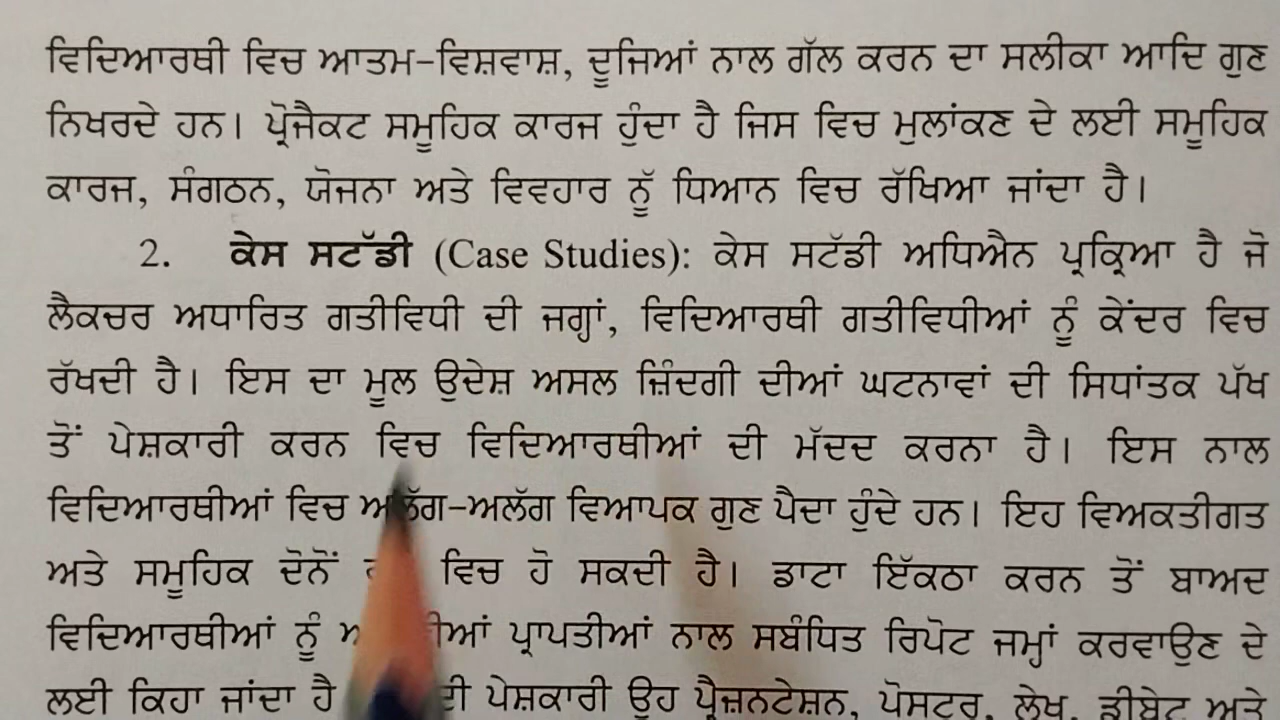 ਵਿਦਿਆਰਥੀ ਵਿਚ ਆਤਮ-ਵਿਸ਼ਵਾਸ਼, ਦੂਜਿਆਂ ਨਾਲ ਗੱਲ ਕਰਨ ਦਾ ਸਲੀਕਾ ਆਦਿ ਗੁਣ
ਨਿਖਰਦੇ ਹਨ। ਪ੍ਰੋਜੈਕਟ ਸਮੂਹਿਕ ਕਾਰਜ ਹੁੰਦਾ ਹੈ ਜਿਸ ਵਿਚ ਮੁਲਾਂਕਣ ਦੇ ਲਈ ਸਮੂਹਿਕ
ਕਾਰਜ, ਸੰਗਠਨ, ਯੋਜਨਾ ਅਤੇ ਵਿਵਹਾਰ ਨੂੰ ਧਿਆਨ ਵਿਚ ਰੱਖਿਆ ਜਾਂਦਾ ਹੈ।
2. ਕੇਸ ਸਟੱਡੀ (Case Studies): ਕੇਸ ਸਟੱਡੀ ਅਧਿਐਨ ਪ੍ਰਕ੍ਰਿਆ ਹੈ ਜੋ
ਲੈਕਚਰ ਅਧਾਰਿਤ ਗਤੀਵਿਧੀ ਦੀ ਜਗ੍ਹਾਂ, ਵਿਦਿਆਰਥੀ ਗਤੀਵਿਧੀਆਂ ਨੂੰ ਕੇਂਦਰ ਵਿਚ
ਰੱਖਦੀ ਹੈ। ਇਸ ਦਾ ਮੂਲ ਉਦੇਸ਼ ਅਸਲ ਜ਼ਿੰਦਗੀ ਦੀਆਂ ਘਟਨਾਵਾਂ ਦੀ ਸਿਧਾਂਤਕ ਪੱਖ
ਤੋਂ ਪੇਸ਼ਕਾਰੀ ਕਰਨ ਵਿਚ ਵਿਦਿਆਰਥੀਆਂ ਦੀ ਮੱਦਦ ਕਰਨਾ ਹੈ। ਇਸ ਨਾਲ
ਵਿਦਿਆਰਥੀਆਂ ਵਿਚ ਅਲੱਗ-ਅਲੱਗ ਵਿਆਪਕ ਗੁਣ ਪੈਦਾ ਹੁੰਦੇ ਹਨ। ਇਹ ਵਿਅਕਤੀਗਤ
ਅਤੇ ਸਮੂਹਿਕ ਦੋਨੋਂ ਵਿਚ ਹੋ ਸਕਦੀ ਹੈ। ਡਾਟਾ ਇੱਕਠਾ ਕਰਨ ਤੋਂ ਬਾਅਦ
ਵਿਦਿਆਰਥੀਆਂ ਨੂੰ ਪ੍ਰਾਪਤੀਆਂ ਨਾਲ ਸਬੰਧਿਤ ਰਿਪੋਟ ਜਮ੍ਹਾਂ ਕਰਵਾਉਣ ਦੇ
ਲਈ ਕਿਹਾ ਜਾਂਦਾ ਹੈ ਪੇਸ਼ਕਾਰੀ ਉਹ ਪ੍ਰੈਜ਼ਨਟੇਸ਼ਨ, ਪੋਸਟਰ, ਲੇਖ, ਡੀਬੇਟ ਅਤੇ